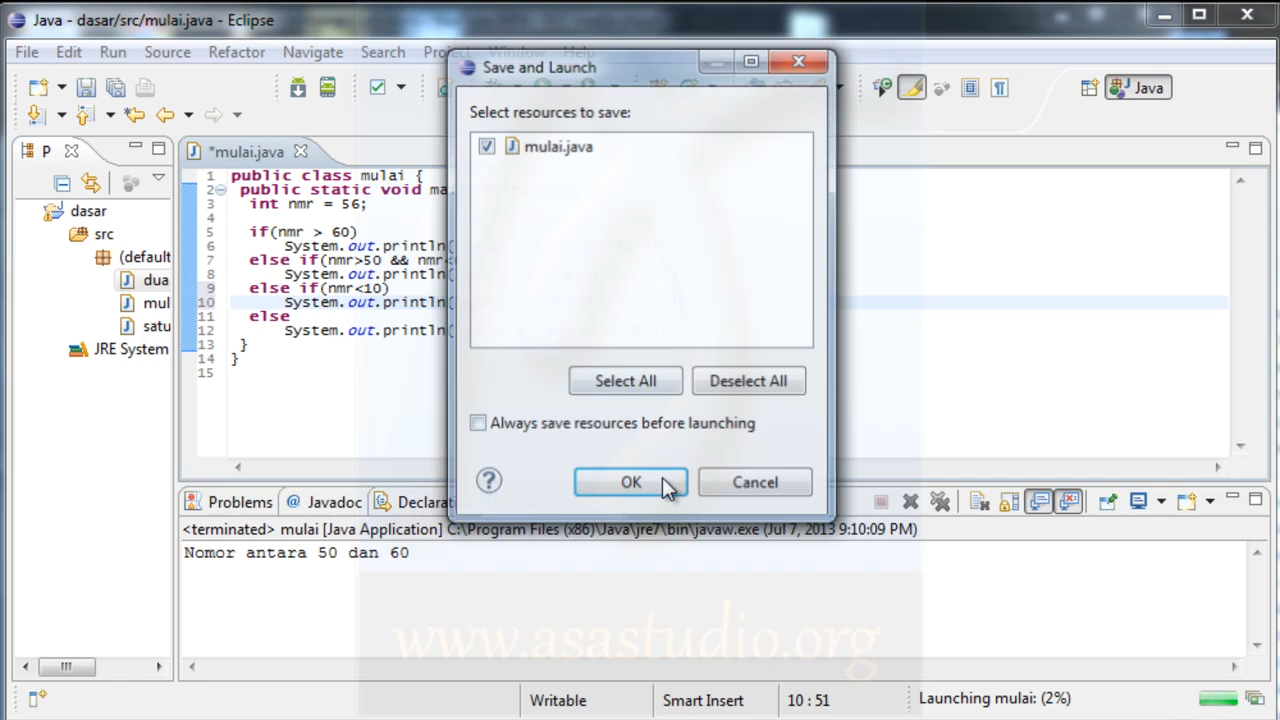 Java - dasar/src/mulai.java - Eclipse
File Edit Run Source Refactor Navigate Search Project Window Help
Java
Save and Launch
Select resources to save:
mulai.java
Select All Deselect All
Always save resources before launching
OK Cancel
P
dasar
src
(default
dua
mul
satu
JRE System
*mulai.java
1 public class mulai {
2 public static void ma
3 int nmr = 56;
4
5 if(nmr > 60)
6 System.out.println(
7 else if(nmr>50 && nmr<
8 System.out.println(
9 else if(nmr<10)
10 System.out.println(
11 else
12 System.out.println(
13 }
14 }
15
Problems @ Javadoc Declarat
<terminated> mulai [Java Application] C:\Program Files (x86)\Java\jre7\bin\javaw.exe (Jul 7, 2013 9:10:09 PM)
Nomor antara 50 dan 60
www.asastudio.org
Writable Smart Insert 10 : 51 Launching mulai: (2%)